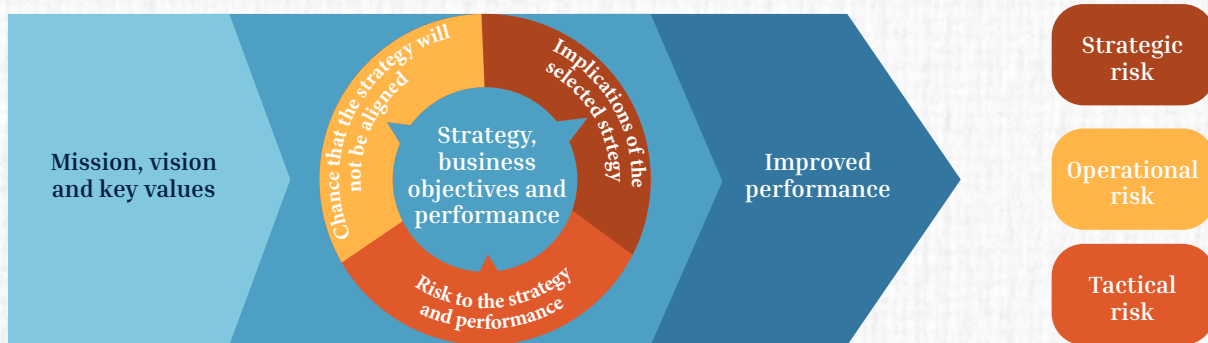 Mission, vision
and key values
Chance that the strategy will
not be aligned
Implications of the
selected strtegy
Strategy,
business
objectives and
performance
Risk to the strategy
and performance
Improved
performance
Strategic
risk
Operational
risk
Tactical
risk